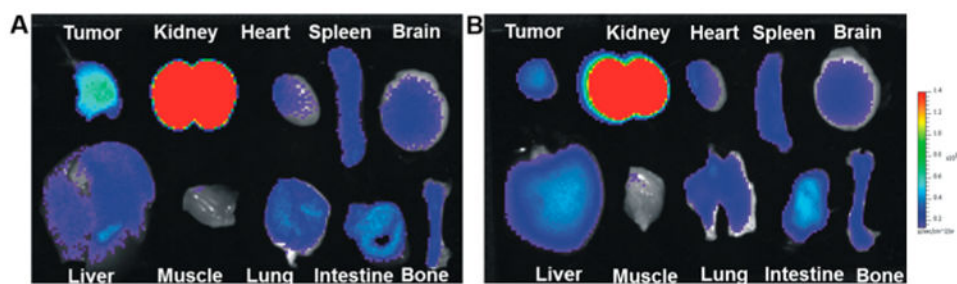 A
Tumor Kidney Heart Spleen Brain
Liver Muscle Lung Intestine Bone
B
Tumor Kidney Heart Spleen Brain
Liver Muscle Lung Intestine Bone
1.4
1.2
1.0
0.8
0.6
0.4
0.2